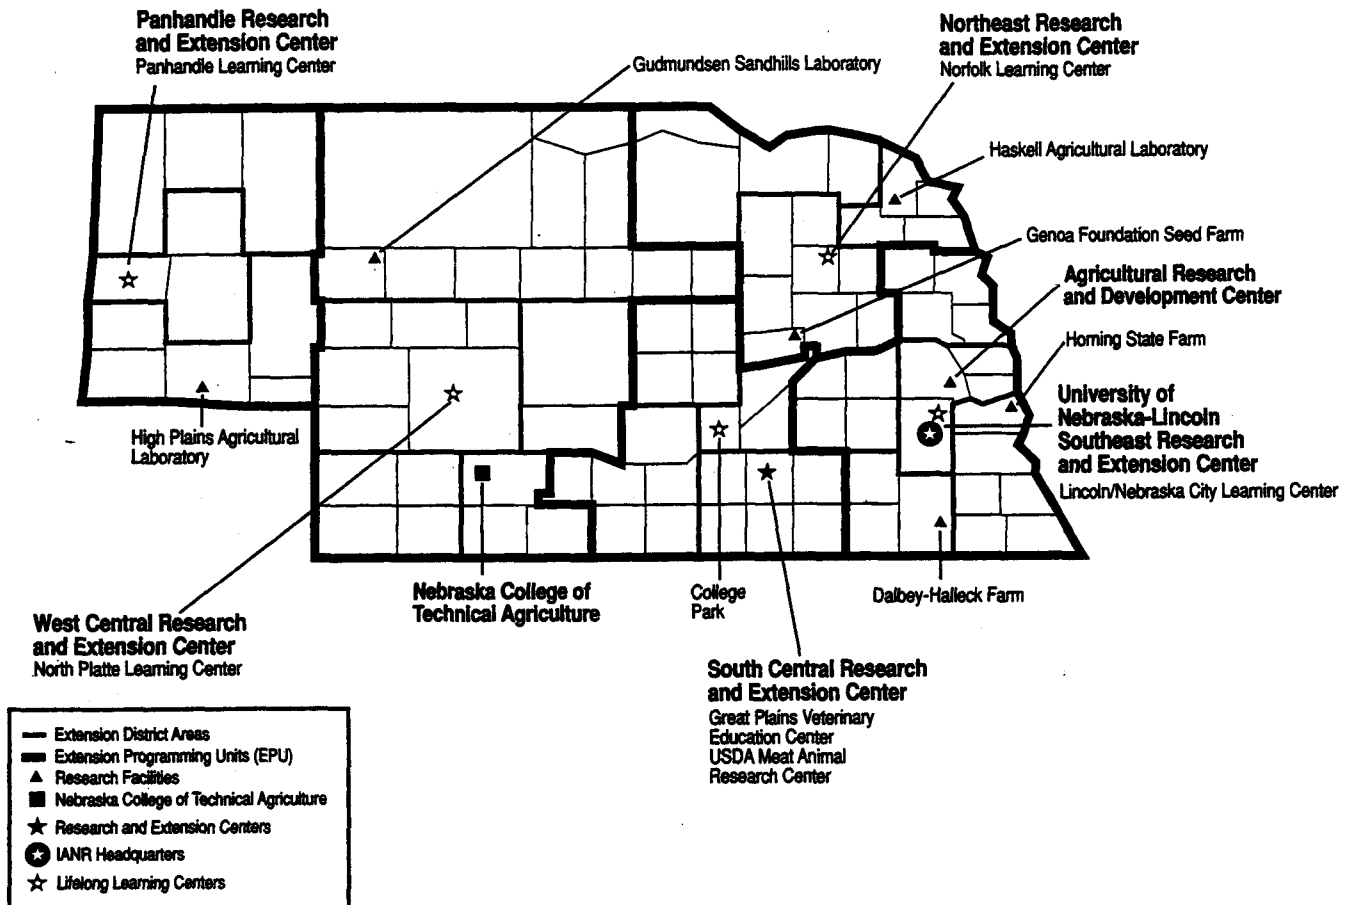 Panhandle Research
and Extension Center
Panhandle Learning Center
Gudmundsen Sandhills Laboratory
Northeast Research
and Extension Center
Norfolk Learning Center
Haskell Agricultural Laboratory
Genoa Foundation Seed Farm
Agricultural Research
and Development Center
Horning State Farm
University of
Nebraska-Lincoln
Southeast Research
and Extension Center
Lincoln/Nebraska City Learning Center
High Plains Agricultural
Laboratory
Nebraska College of
Technical Agriculture
College
Park
Dalbey-Halleck Farm
West Central Research
and Extension Center
North Platte Learning Center
South Central Research
and Extension Center
Great Plains Veterinary
Education Center
USDA Meat Animal
Research Center
Extension District Areas
Extension Programming Units (EPU)
Research Facilities
Nebraska College of Technical Agriculture
Research and Extension Centers
IANR Headquarters
Lifelong Learning Centers